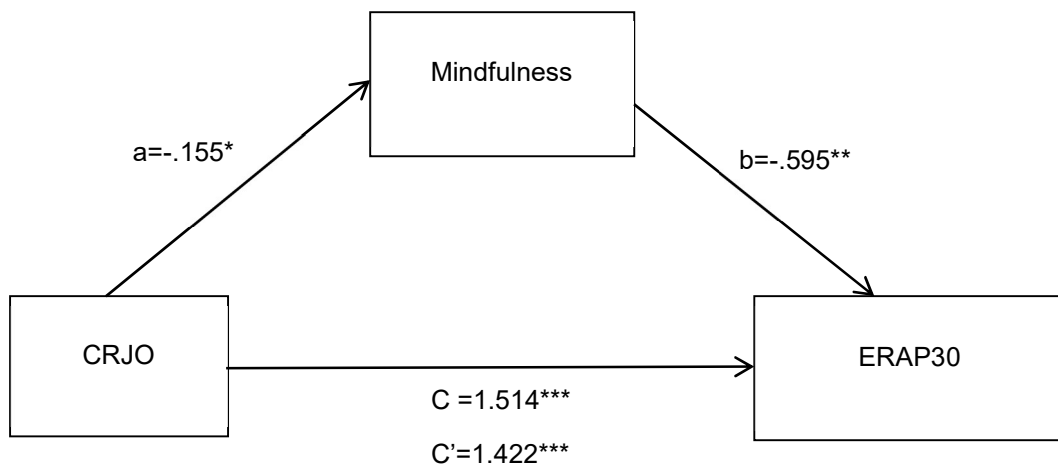 Mindfulness
a=-.155*
b=-.595**
CRJO
ERAP30
C =1.514***
C’=1.422***